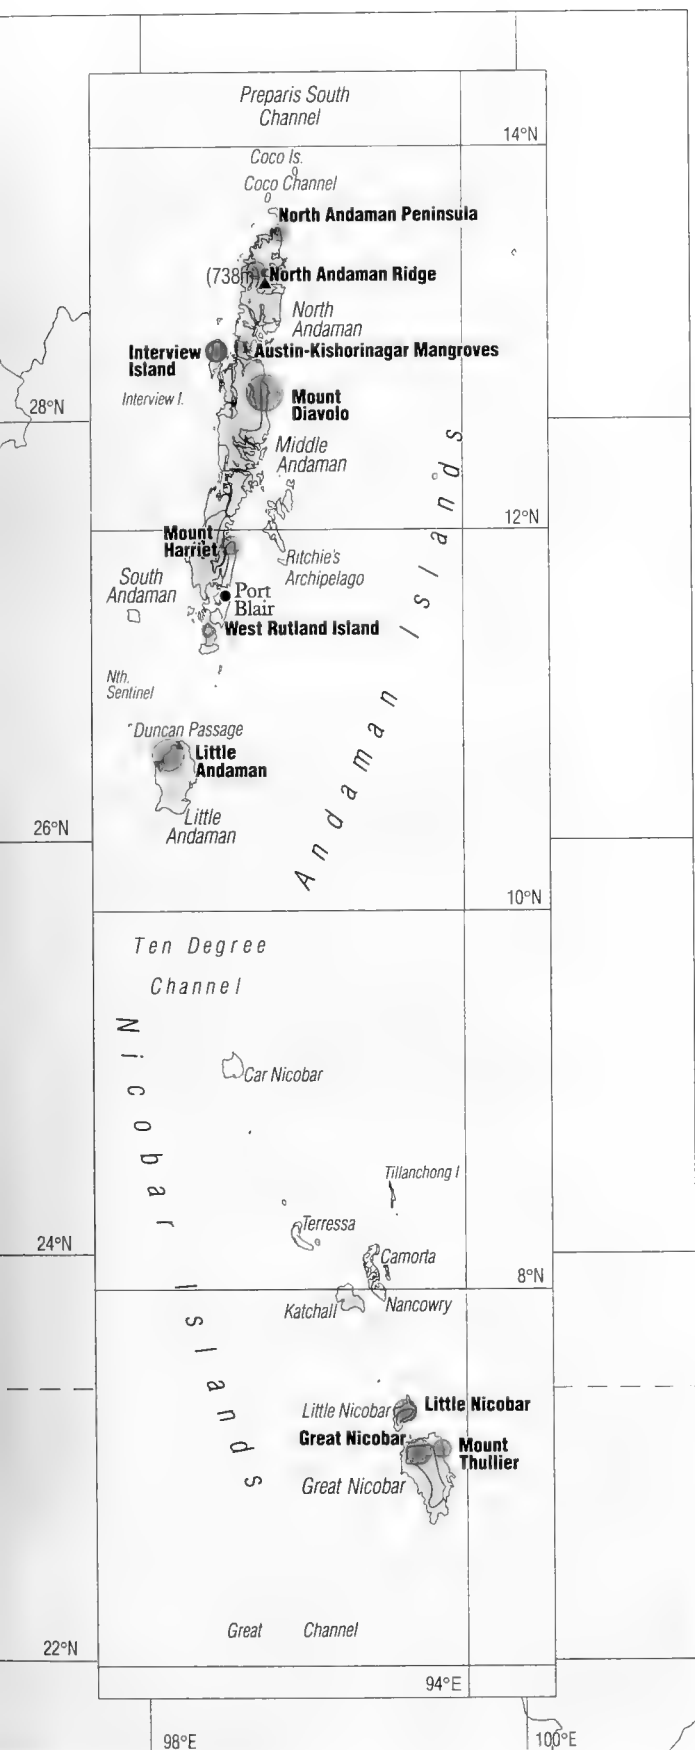 Preparis South
Channel
14°N
Coco Is.
Coco Channel
North Andaman Peninsula
(738m)
North Andaman Ridge
North
Andaman
Interview
Island
Austin-Kishorinagar Mangroves
Interview I.
28°N
Mount
Diavolo
Middle
Andaman
12°N
Mount
Harriet
Ritchie's
Archipelago
South
Andaman
Port
Blair
West Rutland Island
Nth.
Sentinel
Duncan Passage
Little
Andaman
Little
Andaman
26°N
Andaman Islands
10°N
Ten Degree
Channel
Nicobar Islands
Car Nicobar
Tillanchong I
Terressa
24°N
Camorta
8°N
Katchall
Nancowry
Little Nicobar
Little Nicobar
Great Nicobar
Mount
Thullier
Great Nicobar
Great Channel
22°N
94°E
98°E
100°E